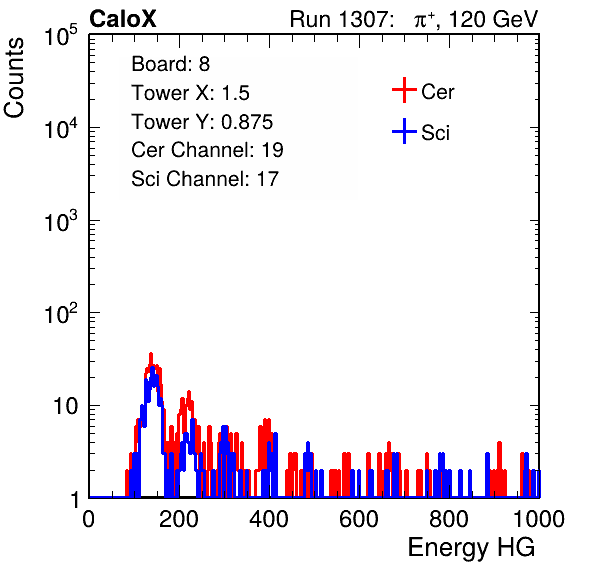 CaloX Run 1307: π⁺, 120 GeV
Counts
10⁵
10⁴
10³
10²
10
1
Board: 8
Tower X: 1.5
Tower Y: 0.875
Cer Channel: 19
Sci Channel: 17
Cer
Sci
0 200 400 600 800 1000
Energy HG